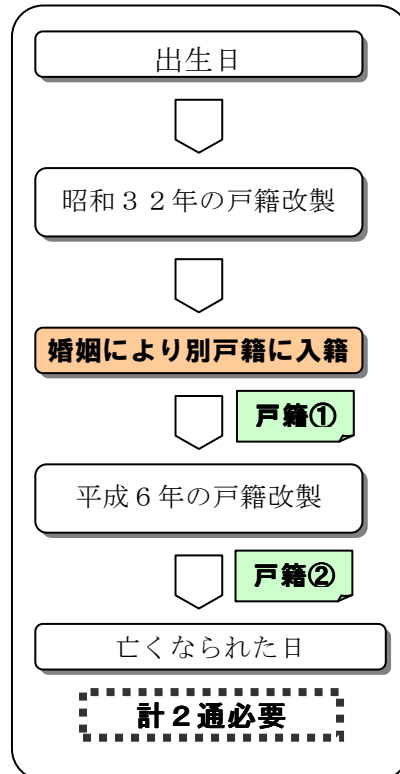 出生日
昭和３２年の戸籍改製
婚姻により別戸籍に入籍
戸籍①
平成６年の戸籍改製
戸籍②
亡くなられた日
計２通必要